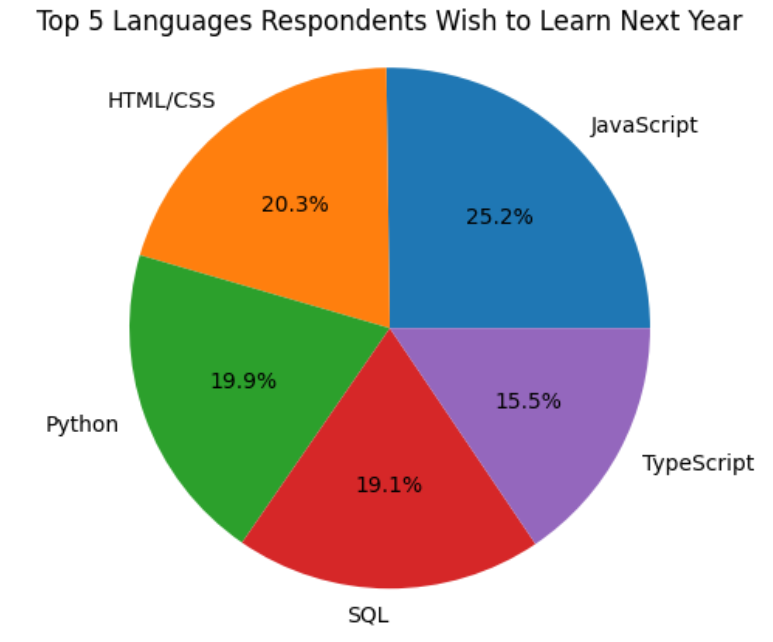 Top 5 Languages Respondents Wish to Learn Next Year
HTML/CSS
JavaScript
20.3%
25.2%
19.9%
15.5%
Python
TypeScript
19.1%
SQL